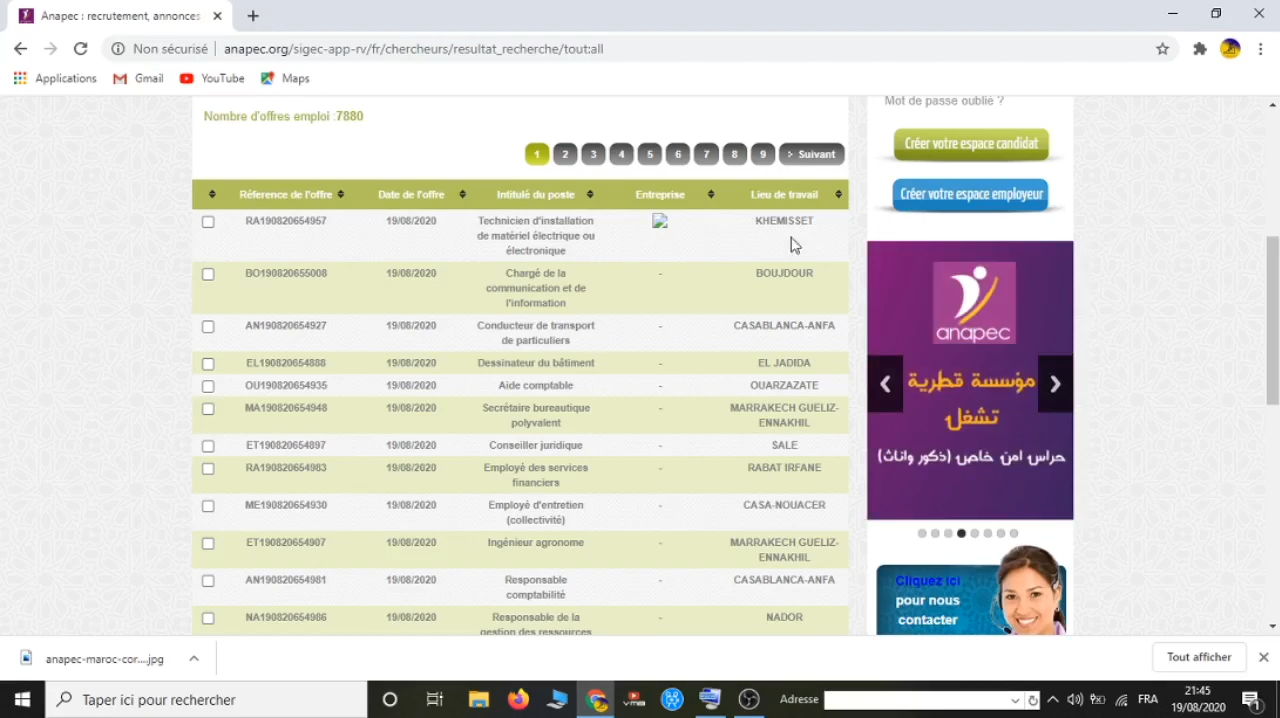 Anapec : recrutement, annonces
Non sécurisé
anapec.org/sigec-app-rv/fr/chercheurs/resultat_recherche/tout:all
Applications
Gmail
YouTube
Maps
Nombre d'offres emploi :7880
1 2 3 4 5 6 7 8 9 > Suivant
Réference de l'offre Date de l'offre Intitulé du poste Entreprise Lieu de travail
RA190820654957 19/08/2020 Technicien d'installation KHEMISSET
de matériel électrique ou
électronique
BO190820655008 19/08/2020 Chargé de la - BOUJDOUR
communication et de
l'information
AN190820654927 19/08/2020 Conducteur de transport - CASABLANCA-ANFA
de particuliers
EL190820654888 19/08/2020 Dessinateur du bâtiment - EL JADIDA
OU190820654935 19/08/2020 Aide comptable - OUARZAZATE
MA190820654948 19/08/2020 Secrétaire bureautique - MARRAKECH GUELIZ-
polyvalent ENNAKHIL
ET190820654897 19/08/2020 Conseiller juridique - SALE
RA190820654983 19/08/2020 Employé des services - RABAT IRFANE
financiers
ME190820654930 19/08/2020 Employé d'entretien - CASA-NOUACER
(collectivité)
ET190820654907 19/08/2020 Ingénieur agronome - MARRAKECH GUELIZ-
ENNAKHIL
AN190820654981 19/08/2020 Responsable - CASABLANCA-ANFA
comptabilité
NA190820654986 19/08/2020 Responsable de la - NADOR
gestion des ressources
Mot de passe oublié ?
Créer votre espace candidat
Créer votre espace employeur
anapec
مؤسسة قطرية
تشغل
حراس امن خاص (ذكور واناث)
Cliquez ici
pour nous
contacter
anapec-maroc-cor....jpg
Tout afficher
Taper ici pour rechercher
Adresse
FRA
21:45
19/08/2020